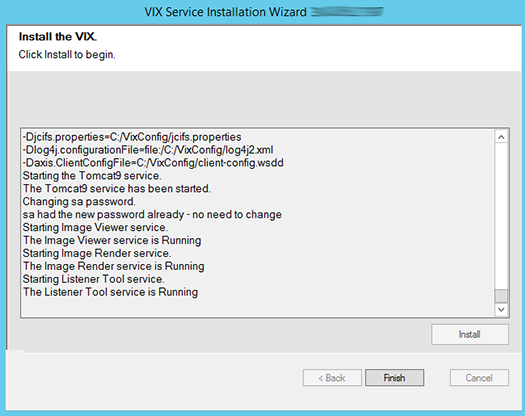 VIX Service Installation Wizard
Install the VIX.
Click Install to begin.
-Djcifs.properties=C:/VixConfig/jcifs.properties
-Dlog4j.configurationFile=file:/C:/VixConfig/log4j2.xml
-Daxis.ClientConfigFile=C:/VixConfig/client-config.wsdd
Starting the Tomcat9 service.
The Tomcat9 service has been started.
Changing sa password.
sa had the new password already - no need to change
Starting Image Viewer service.
The Image Viewer service is Running
Starting Image Render service.
The Image Render service is Running
Starting Listener Tool service.
The Listener Tool service is Running
Install
< Back Finish Cancel